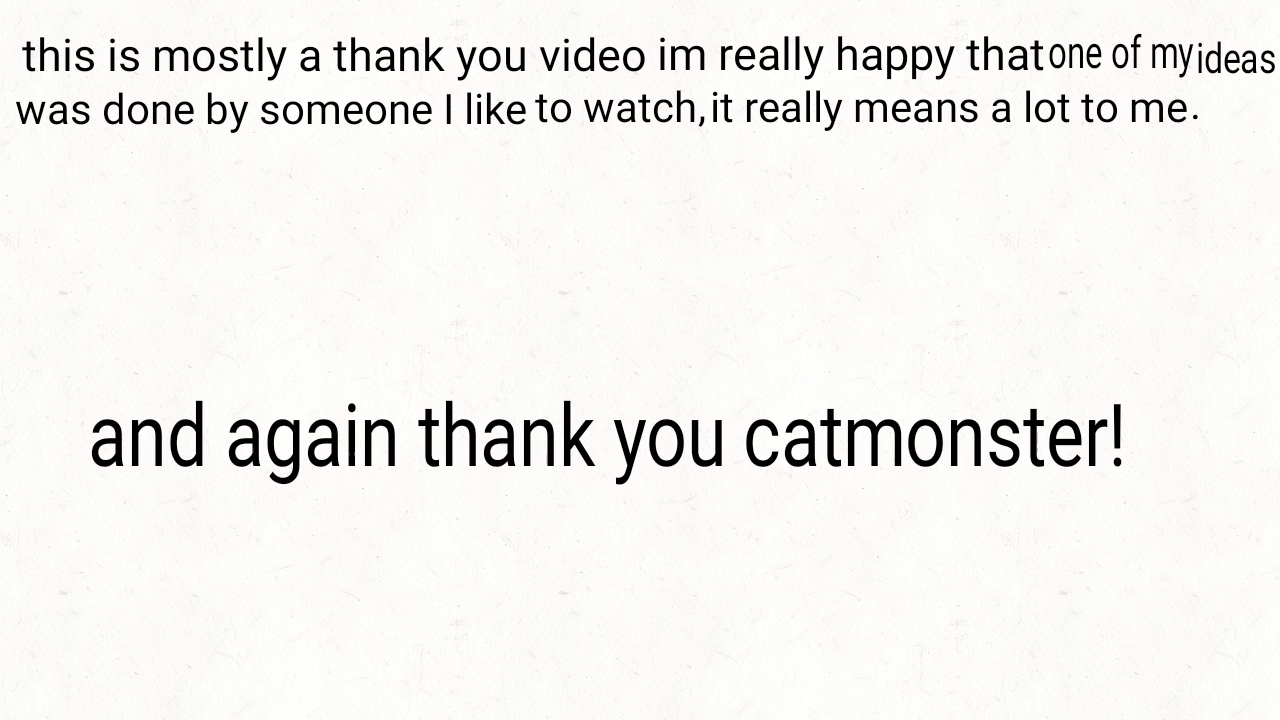 this is mostly a thank you video im really happy that one of my ideas
was done by someone I like to watch, it really means a lot to me.
and again thank you catmonster!